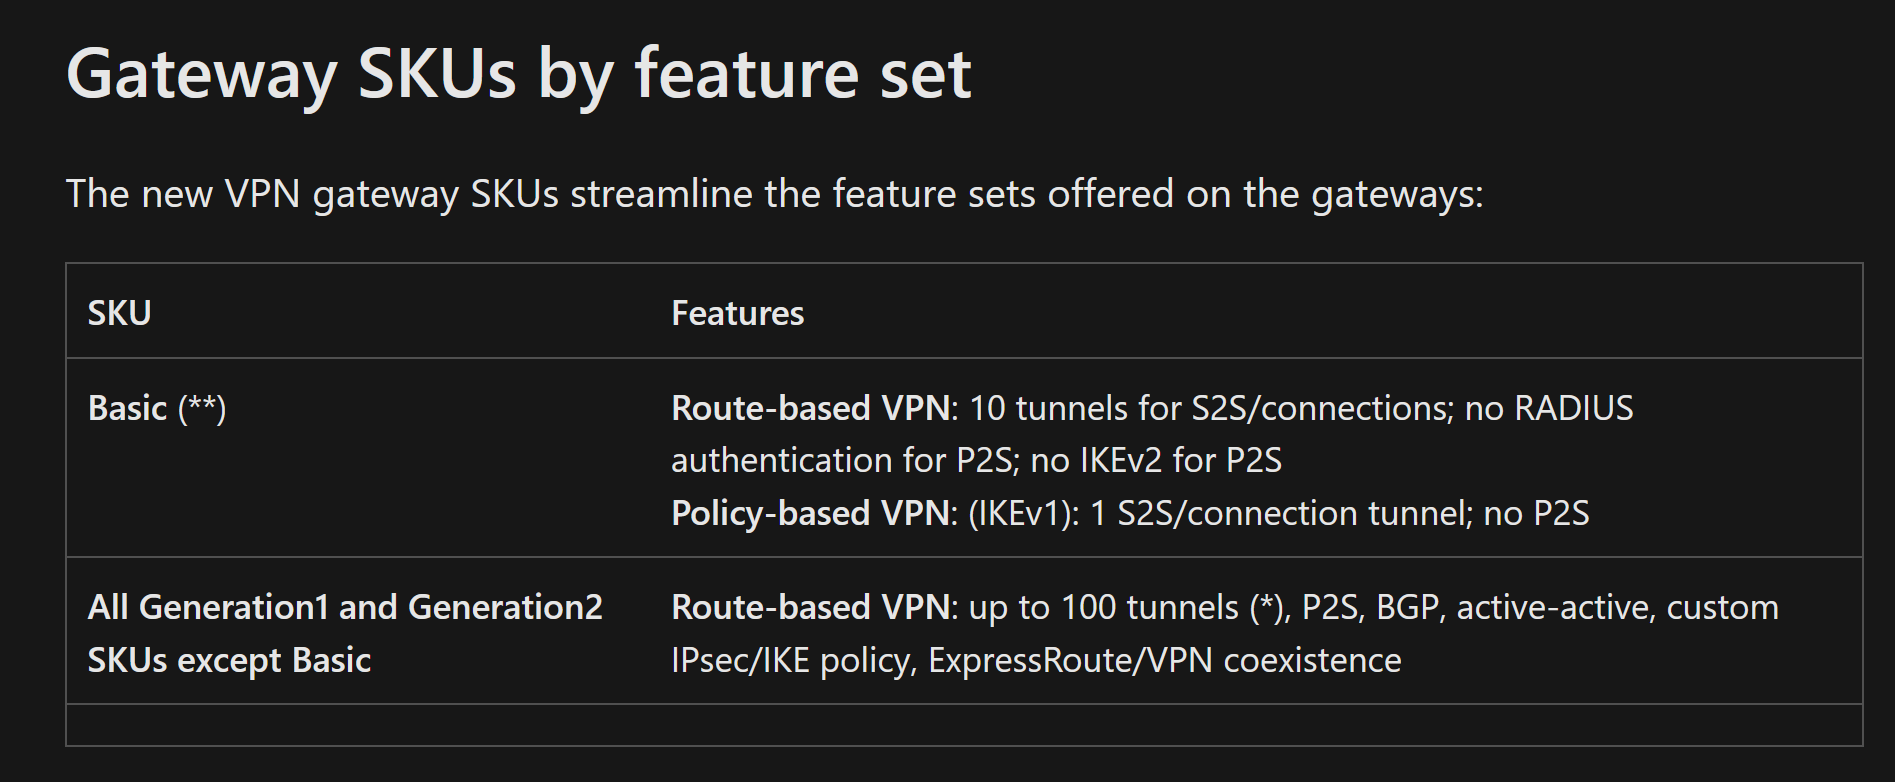 Gateway SKUs by feature set
The new VPN gateway SKUs streamline the feature sets offered on the gateways:
SKU
Features
Basic (**)
Route-based VPN: 10 tunnels for S2S/connections; no RADIUS
authentication for P2S; no IKEv2 for P2S
Policy-based VPN: (IKEv1): 1 S2S/connection tunnel; no P2S
All Generation1 and Generation2
SKUs except Basic
Route-based VPN: up to 100 tunnels (*), P2S, BGP, active-active, custom
IPsec/IKE policy, ExpressRoute/VPN coexistence